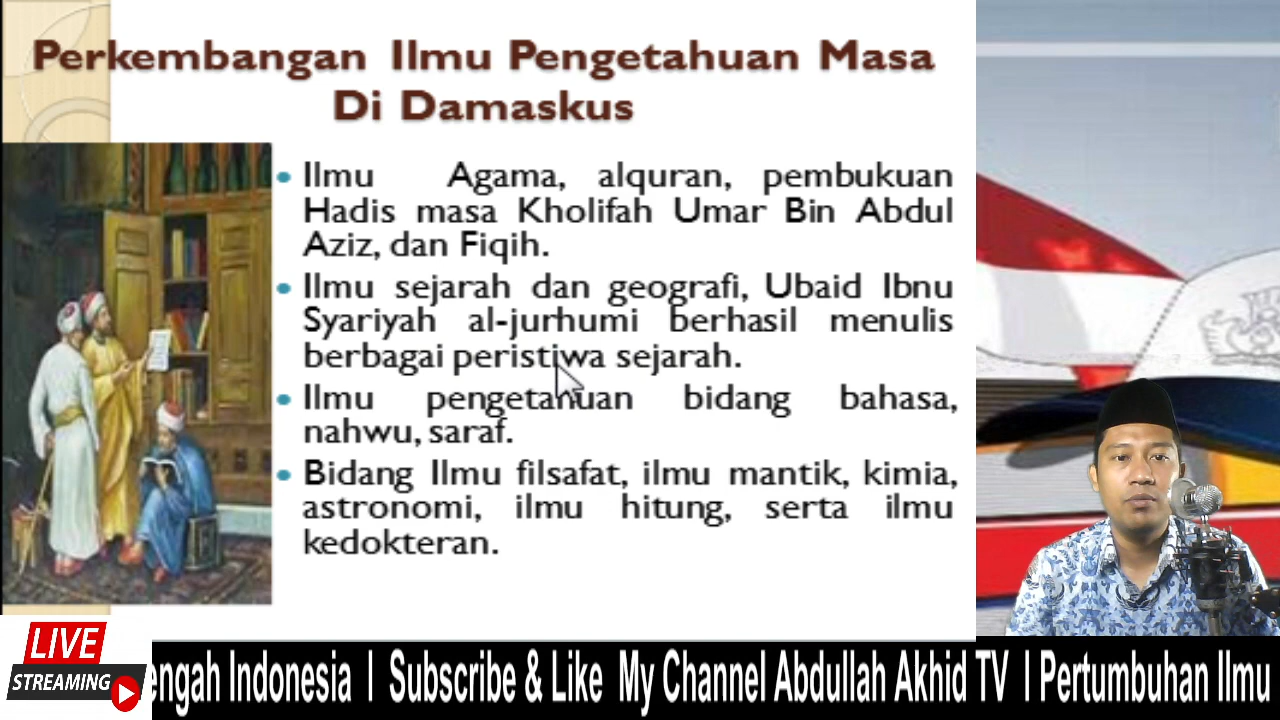 Perkembangan Ilmu Pengetahuan Masa
Di Damaskus
Ilmu Agama, alquran, pembukuan
Hadis masa Kholifah Umar Bin Abdul
Aziz, dan Fiqih.
Ilmu sejarah dan geografi, Ubaid Ibnu
Syariyah al-jurhumi berhasil menulis
berbagai peristiwa sejarah.
Ilmu pengetahuan bidang bahasa,
nahwu, saraf.
Bidang Ilmu filsafat, ilmu mantik, kimia,
astronomi, ilmu hitung, serta ilmu
kedokteran.
LIVE
STREAMING
engah Indonesia I Subscribe & Like My Channel Abdullah Akhid TV I Pertumbuhan Ilmu